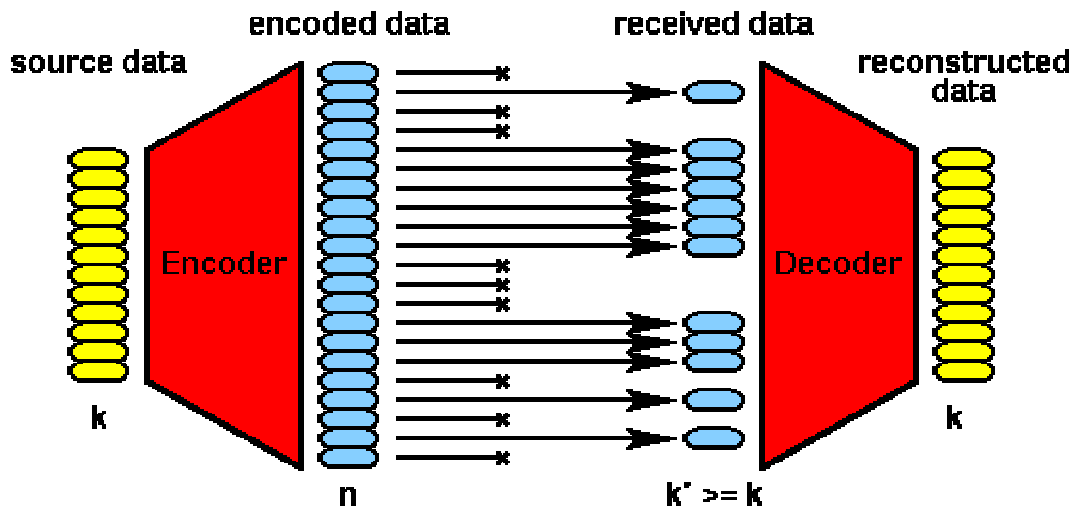 encoded data
received data
source data
reconstructed
data
Encoder
Decoder
k
n
k' >= k
k